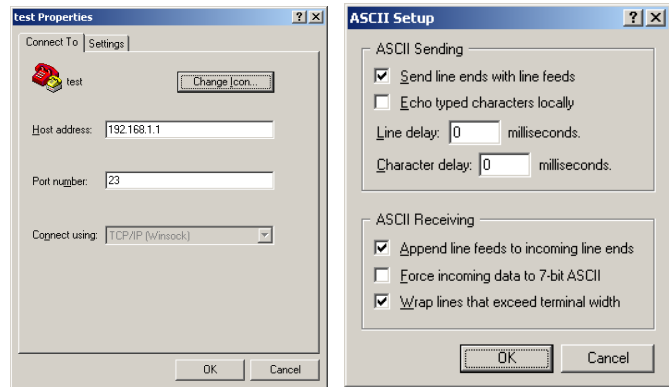 test Properties
Connect To
Settings
test
Change Icon...
Host address:
192.168.1.1
Port number:
23
Connect using:
TCP/IP (Winsock)
OK
Cancel
ASCII Setup
ASCII Sending
Send line ends with line feeds
Echo typed characters locally
Line delay: 0 milliseconds.
Character delay: 0 milliseconds.
ASCII Receiving
Append line feeds to incoming line ends
Force incoming data to 7-bit ASCII
Wrap lines that exceed terminal width
OK
Cancel